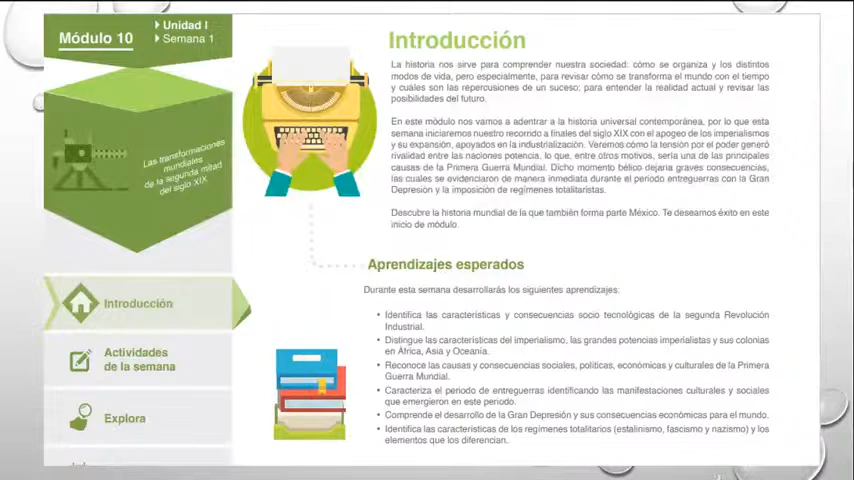 Módulo 10
Unidad I
Semana 1
Las transformaciones
mundiales
de la segunda mitad
del siglo XIX
Introducción
Actividades
de la semana
Explora
Introducción
La historia nos sirve para comprender nuestra sociedad: cómo se organiza y los distintos
modos de vida, pero especialmente, para revisar cómo se transforma el mundo con el tiempo
y cuáles son las repercusiones de un suceso; para entender la realidad actual y revisar las
posibilidades del futuro.
En este módulo nos vamos a adentrar a la historia universal contemporánea, por lo que esta
semana iniciaremos nuestro recorrido a finales del siglo XIX con el apogeo de los imperialismos
y su expansión, apoyados en la industrialización. Veremos cómo la tensión por el poder generó
rivalidad entre las naciones potencia, lo que, entre otros motivos, sería una de las principales
causas de la Primera Guerra Mundial. Dicho momento bélico dejaría graves consecuencias,
las cuales se evidenciaron de manera inmediata durante el periodo entreguerras con la Gran
Depresión y la imposición de regímenes totalitaristas.
Descubre la historia mundial de la que también forma parte México. Te deseamos éxito en este
inicio de módulo.
Aprendizajes esperados
Durante esta semana desarrollarás los siguientes aprendizajes:
• Identifica las características y consecuencias socio tecnológicas de la segunda Revolución
Industrial.
• Distingue las características del imperialismo, las grandes potencias imperialistas y sus colonias
en África, Asia y Oceanía.
• Reconoce las causas y consecuencias sociales, políticas, económicas y culturales de la Primera
Guerra Mundial.
• Caracteriza el periodo de entreguerras identificando las manifestaciones culturales y sociales
que emergieron en este periodo.
• Comprende el desarrollo de la Gran Depresión y sus consecuencias económicas para el mundo.
• Identifica las características de los regímenes totalitarios (estalinismo, fascismo y nazismo) y los
elementos que los diferencian.